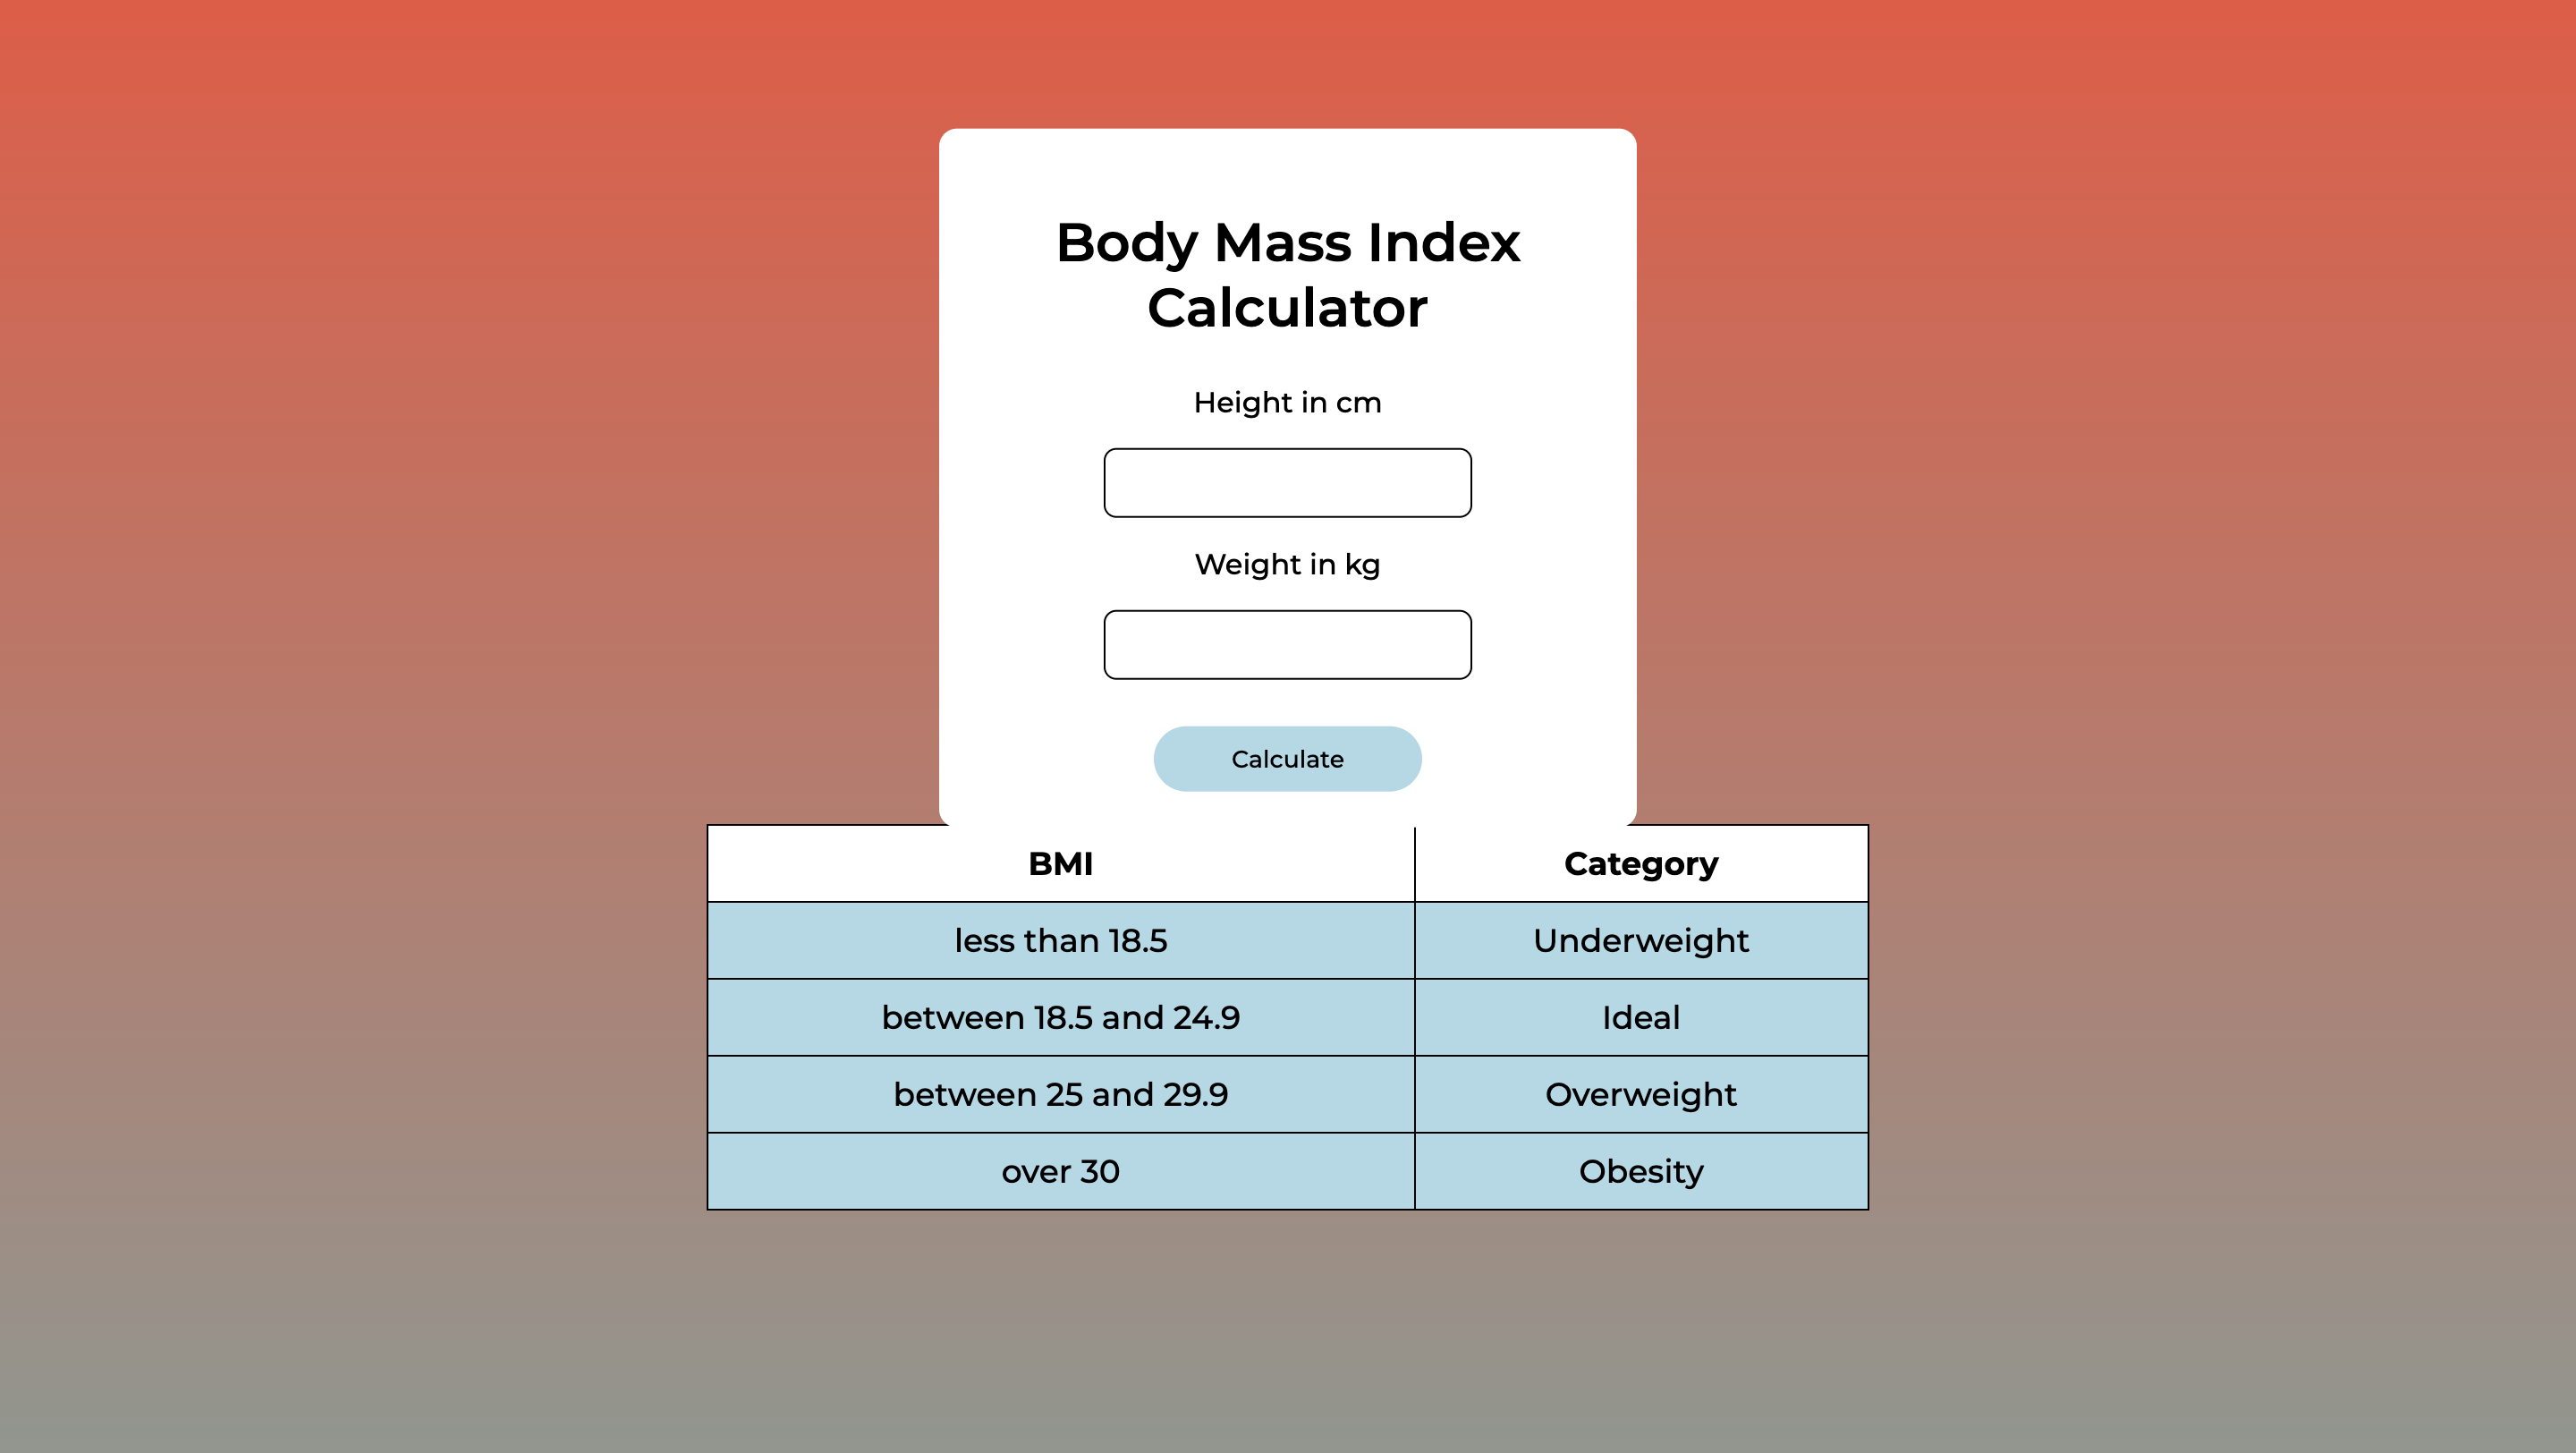 Body Mass Index
Calculator
Height in cm
Weight in kg
Calculate
BMI Category
less than 18.5 Underweight
between 18.5 and 24.9 Ideal
between 25 and 29.9 Overweight
over 30 Obesity